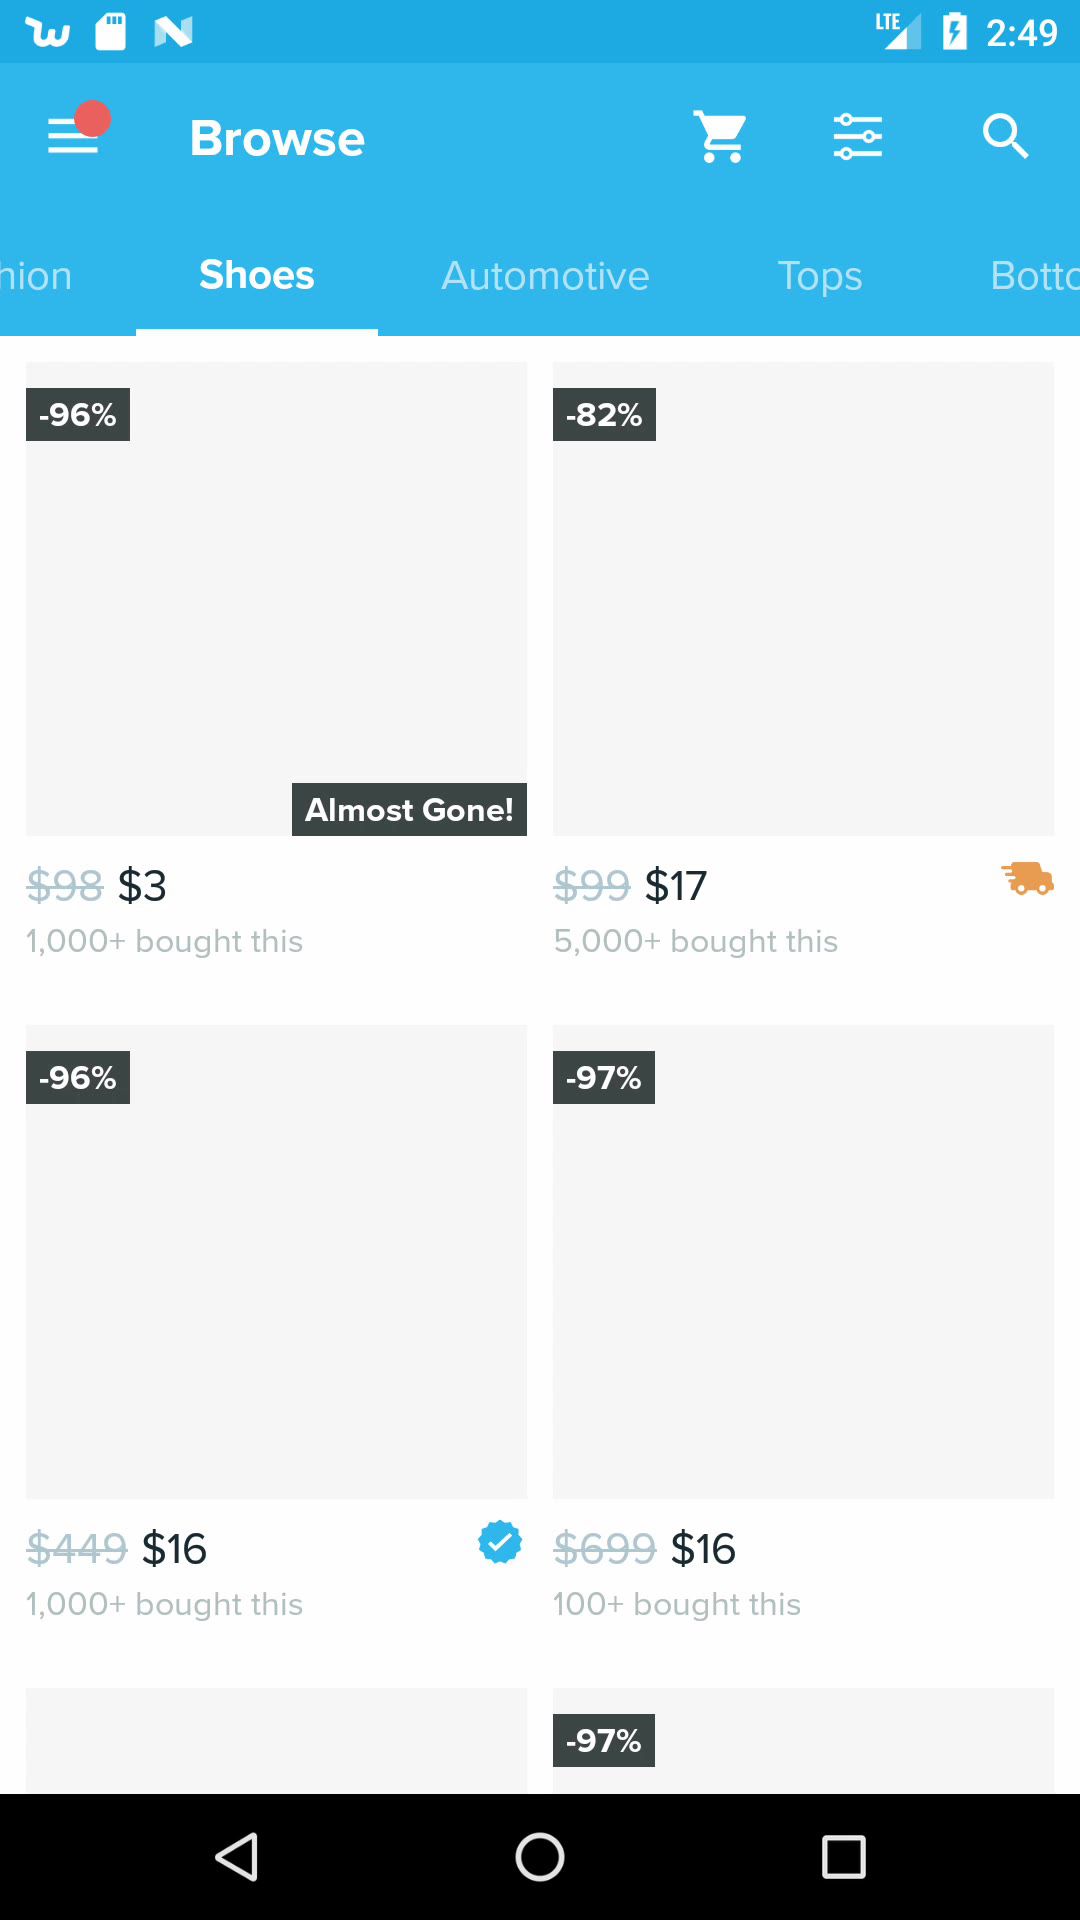 LTE 2:49
Browse
hion Shoes Automotive Tops Botto
-96% -82%
Almost Gone!
$98 $3 $99 $17
1,000+ bought this 5,000+ bought this
-96% -97%
$449 $16 $699 $16
1,000+ bought this 100+ bought this
-97%